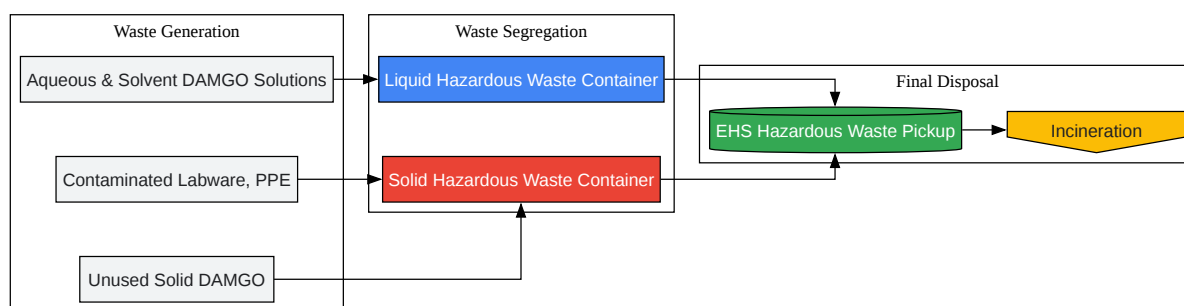 Waste Generation
Aqueous & Solvent DAMGO Solutions
Contaminated Labware, PPE
Unused Solid DAMGO
Waste Segregation
Liquid Hazardous Waste Container
Solid Hazardous Waste Container
Final Disposal
EHS Hazardous Waste Pickup
Incineration